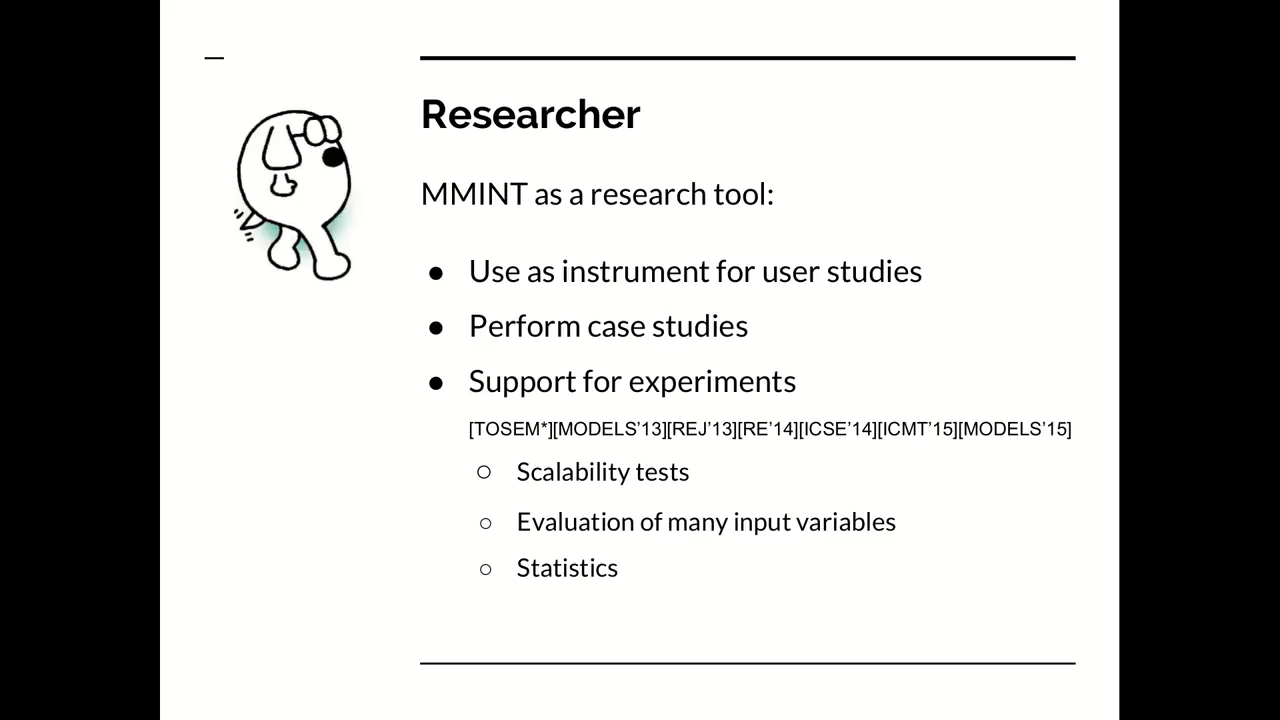 Researcher
MMINT as a research tool:
● Use as instrument for user studies
● Perform case studies
● Support for experiments
[TOSEM*][MODELS’13][REJ’13][RE’14][ICSE’14][ICMT’15][MODELS’15]
○ Scalability tests
○ Evaluation of many input variables
○ Statistics